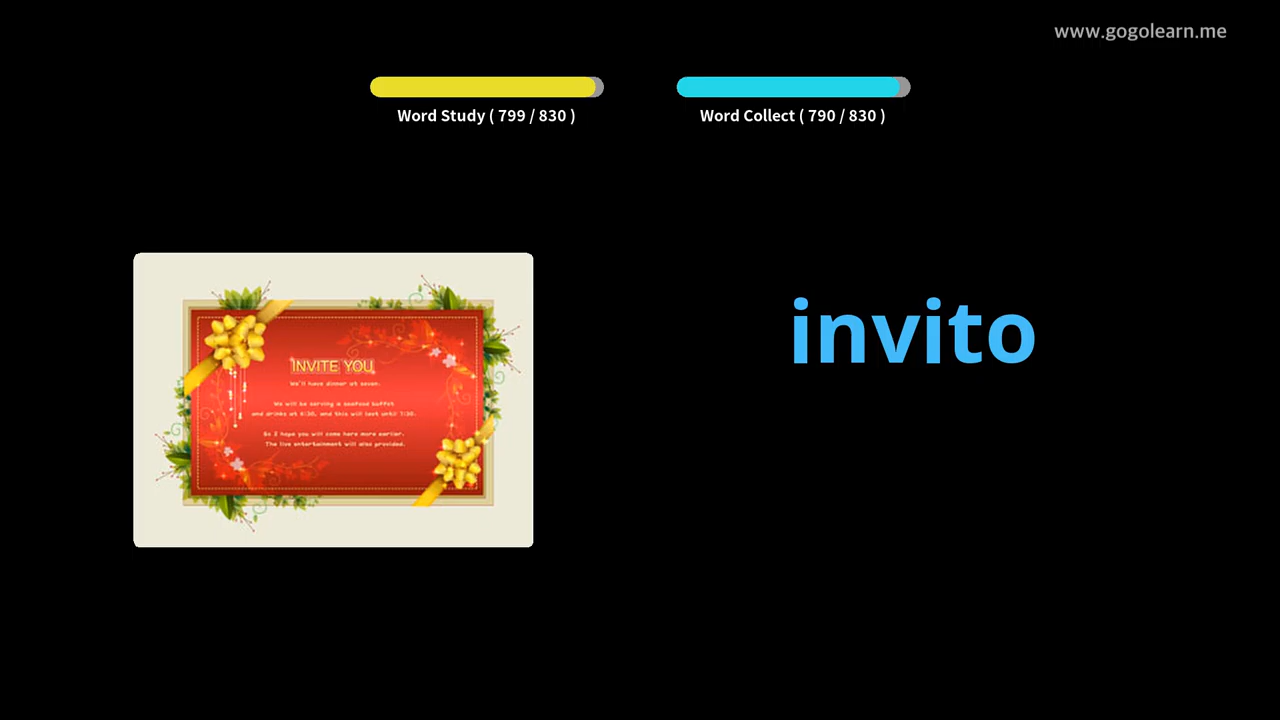 www.gogolearn.me
Word Study ( 799 / 830 )
Word Collect ( 790 / 830 )
invito
INVITE YOU
We'll have dinner at seven.
We will be serving a seafood buffet
and drinks at 6:30, and this will last until 7:30.
So I hope you will come here more earlier.
The live entertainment will also provided.